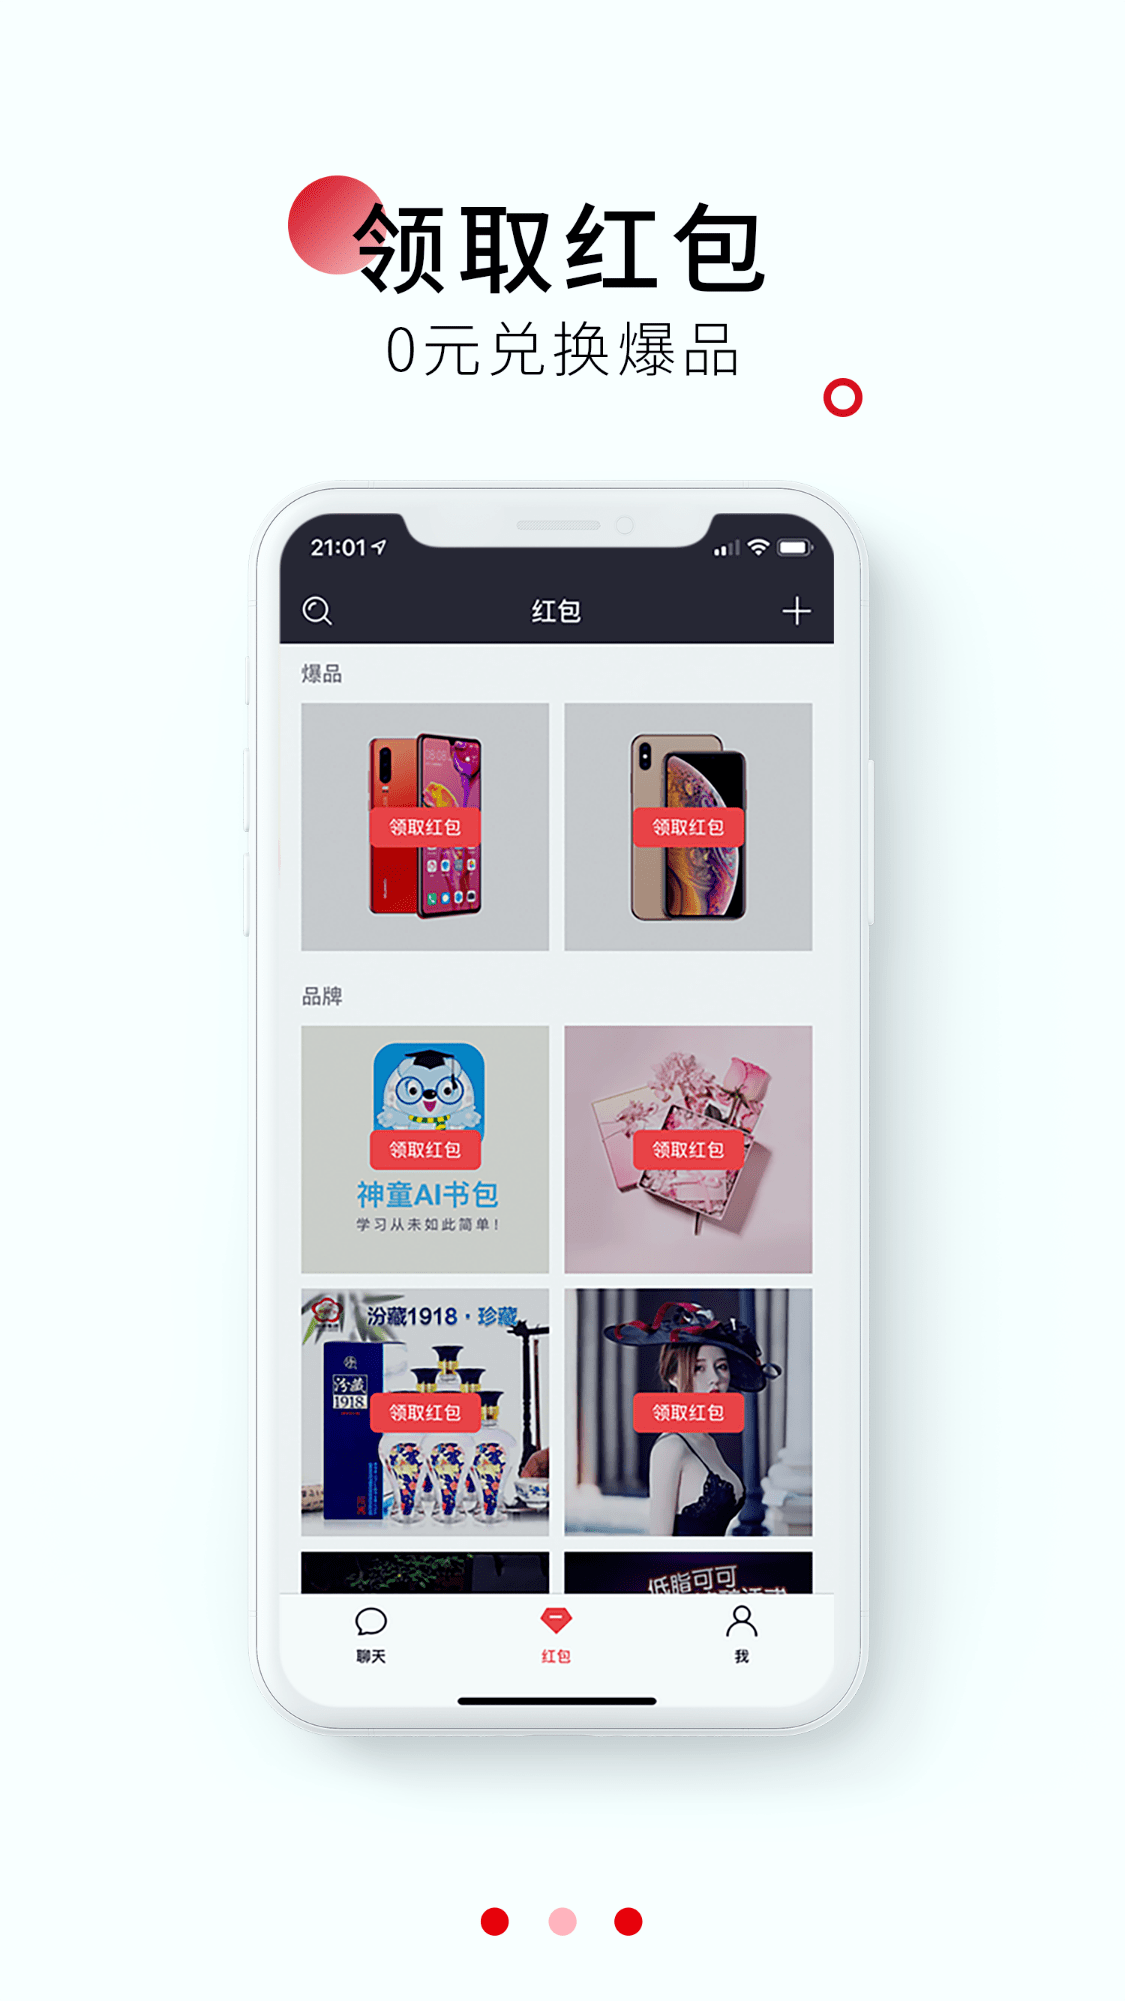 领取红包
0元兑换爆品
21:01
红包
爆品
领取红包
领取红包
品牌
领取红包
领取红包
神童AI书包
学习从未如此简单!
汾藏1918·珍藏
汾藏
1918
领取红包
领取红包
低脂可可
聊天
红包
我